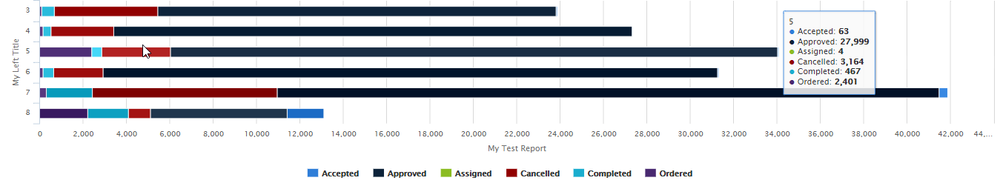 My Left Title
3
4
5
6
7
8
5
Accepted: 63
Approved: 27,999
Assigned: 4
Cancelled: 3,164
Completed: 467
Ordered: 2,401
0 2,000 4,000 6,000 8,000 10,000 12,000 14,000 16,000 18,000 20,000 22,000 24,000 26,000 28,000 30,000 32,000 34,000 36,000 38,000 40,000 42,000 44,...
My Test Report
Accepted Approved Assigned Cancelled Completed Ordered